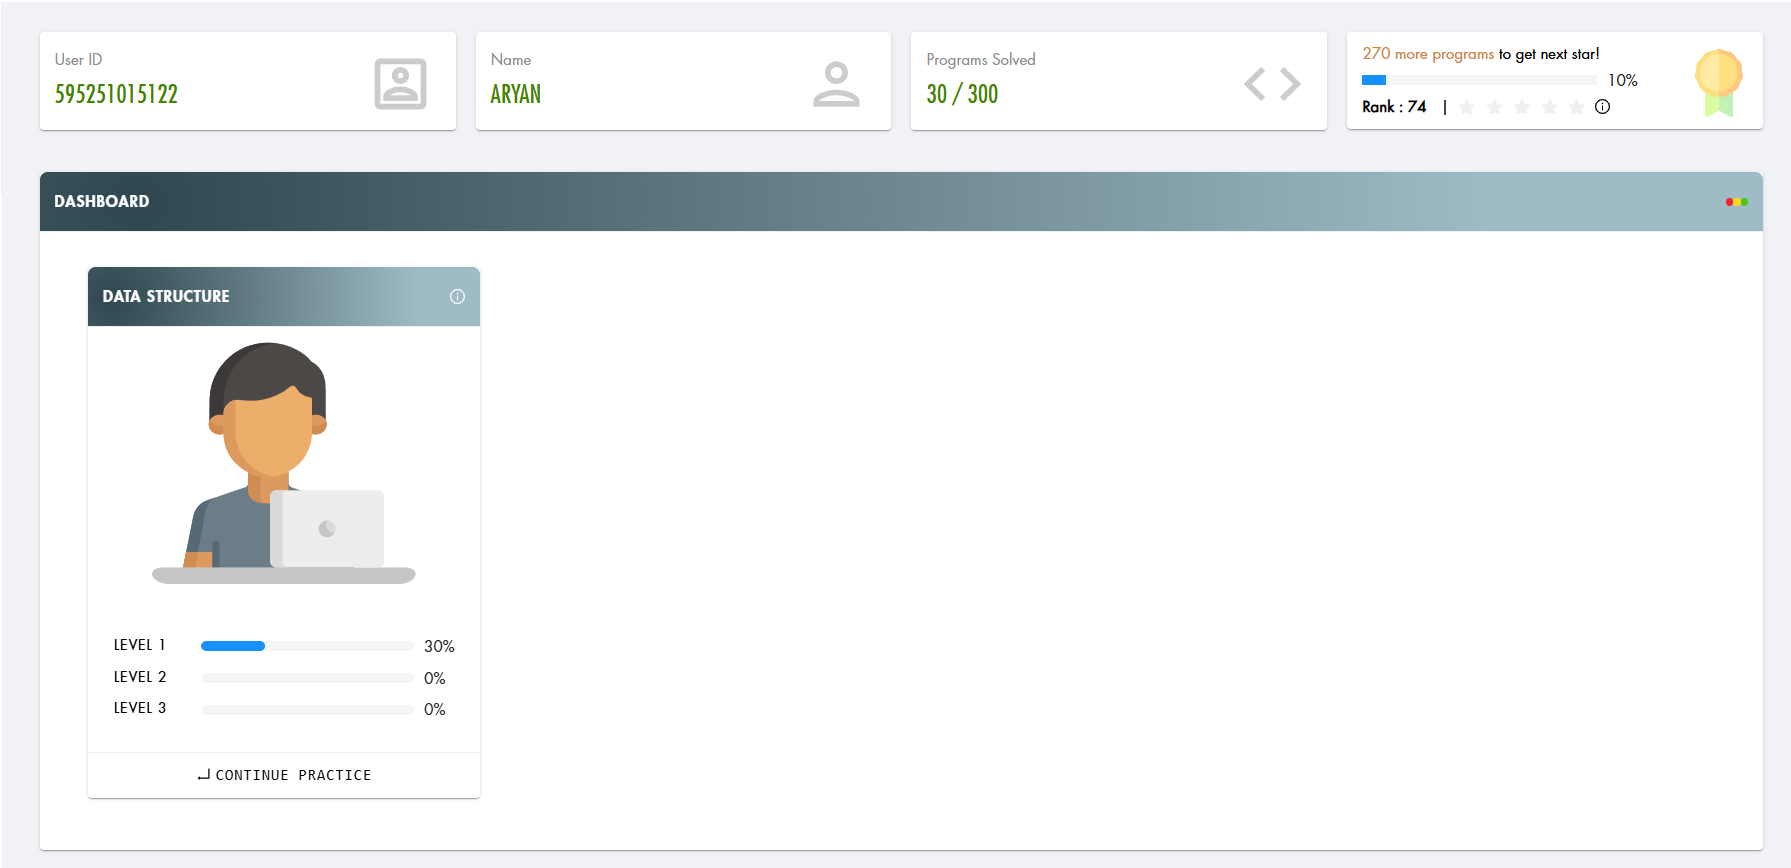 User ID
595251015122
Name
ARYAN
Programs Solved
30 / 300
270 more programs to get next star!
10%
Rank : 74 |
DASHBOARD
DATA STRUCTURE
LEVEL 1 30%
LEVEL 2 0%
LEVEL 3 0%
CONTINUE PRACTICE